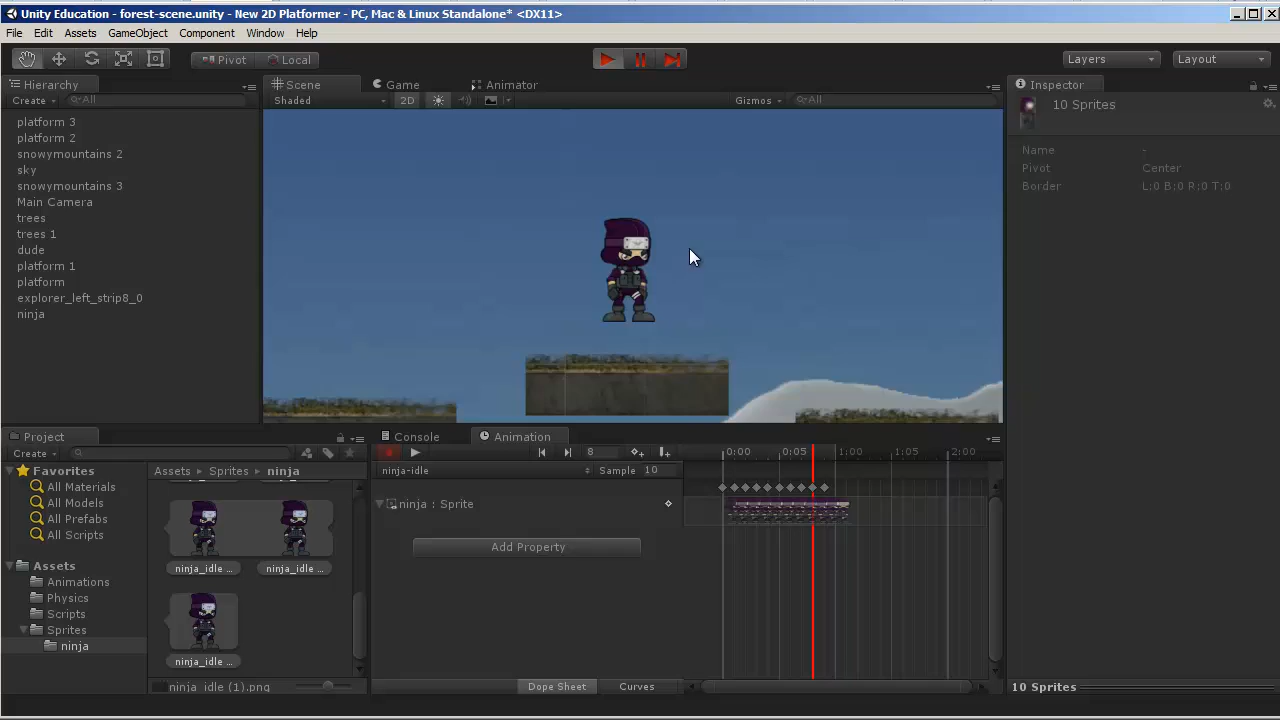 Unity Education - forest-scene.unity - New 2D Platformer - PC, Mac & Linux Standalone* <DX11>
File Edit Assets GameObject Component Window Help
Pivot Local Layers Layout
Hierarchy
Create All
platform 3
platform 2
snowymountains 2
sky
snowymountains 3
Main Camera
trees
trees 1
dude
platform 1
platform
explorer_left_strip8_0
ninja
Scene Game Animator
Shaded 2D Gizmos All
Inspector
10 Sprites
Name -
Pivot Center
Border L:0 B:0 R:0 T:0
Project
Create
Favorites
All Materials
All Models
All Prefabs
All Scripts
Assets
Animations
Physics
Scripts
Sprites
ninja
Assets Sprites ninja
ninja_idle ... ninja_idle ...
ninja_idle ...
ninja_idle (1).png
Console Animation
8 0:00 0:05 1:00 2:00
ninja-idle Sample 10
ninja : Sprite
Add Property
Dope Sheet Curves
10 Sprites